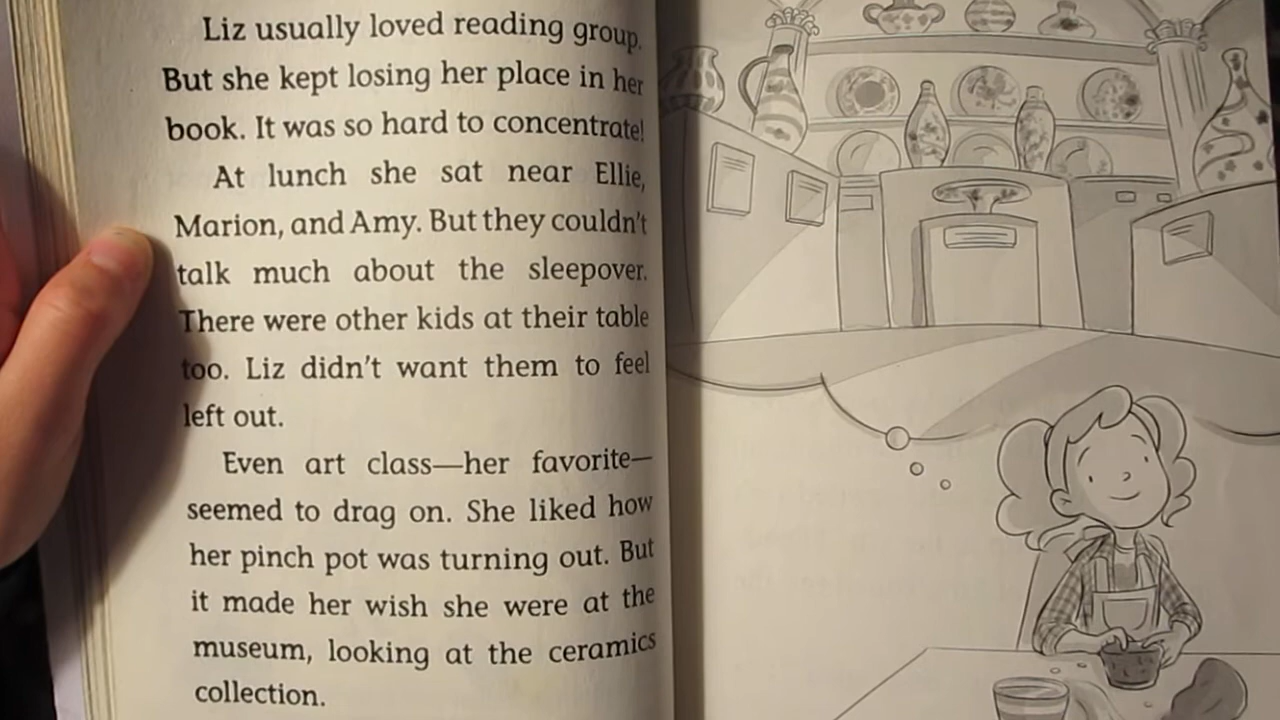 Liz usually loved reading group.
But she kept losing her place in her
book. It was so hard to concentrate!
At lunch she sat near Ellie,
Marion, and Amy. But they couldn't
talk much about the sleepover.
There were other kids at their table
too. Liz didn't want them to feel
left out.
Even art class—her favorite—
seemed to drag on. She liked how
her pinch pot was turning out. But
it made her wish she were at the
museum, looking at the ceramics
collection.